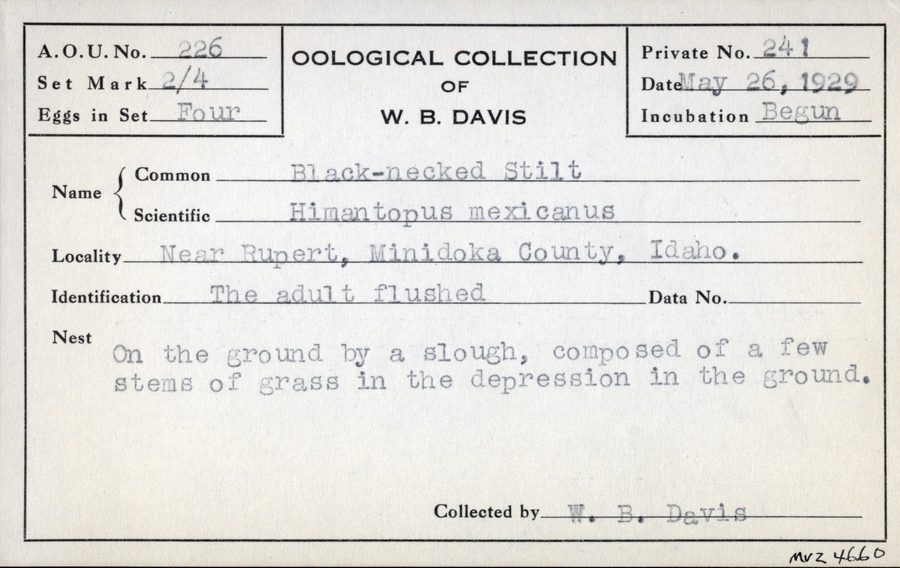 A.O.U. No. 226
Set Mark 2/4
Eggs in Set Four
OOLOGICAL COLLECTION
OF
W. B. DAVIS
Private No. 241
Date May 26, 1929
Incubation Begun
Name
Common Black-necked Stilt
Scientific Himantopus mexicanus
Locality Near Rupert, Minidoka County, Idaho.
Identification The adult flushed Data No.
Nest
On the ground by a slough, composed of a few
stems of grass in the depression in the ground.
Collected by W. B. Davis
MVZ 4660